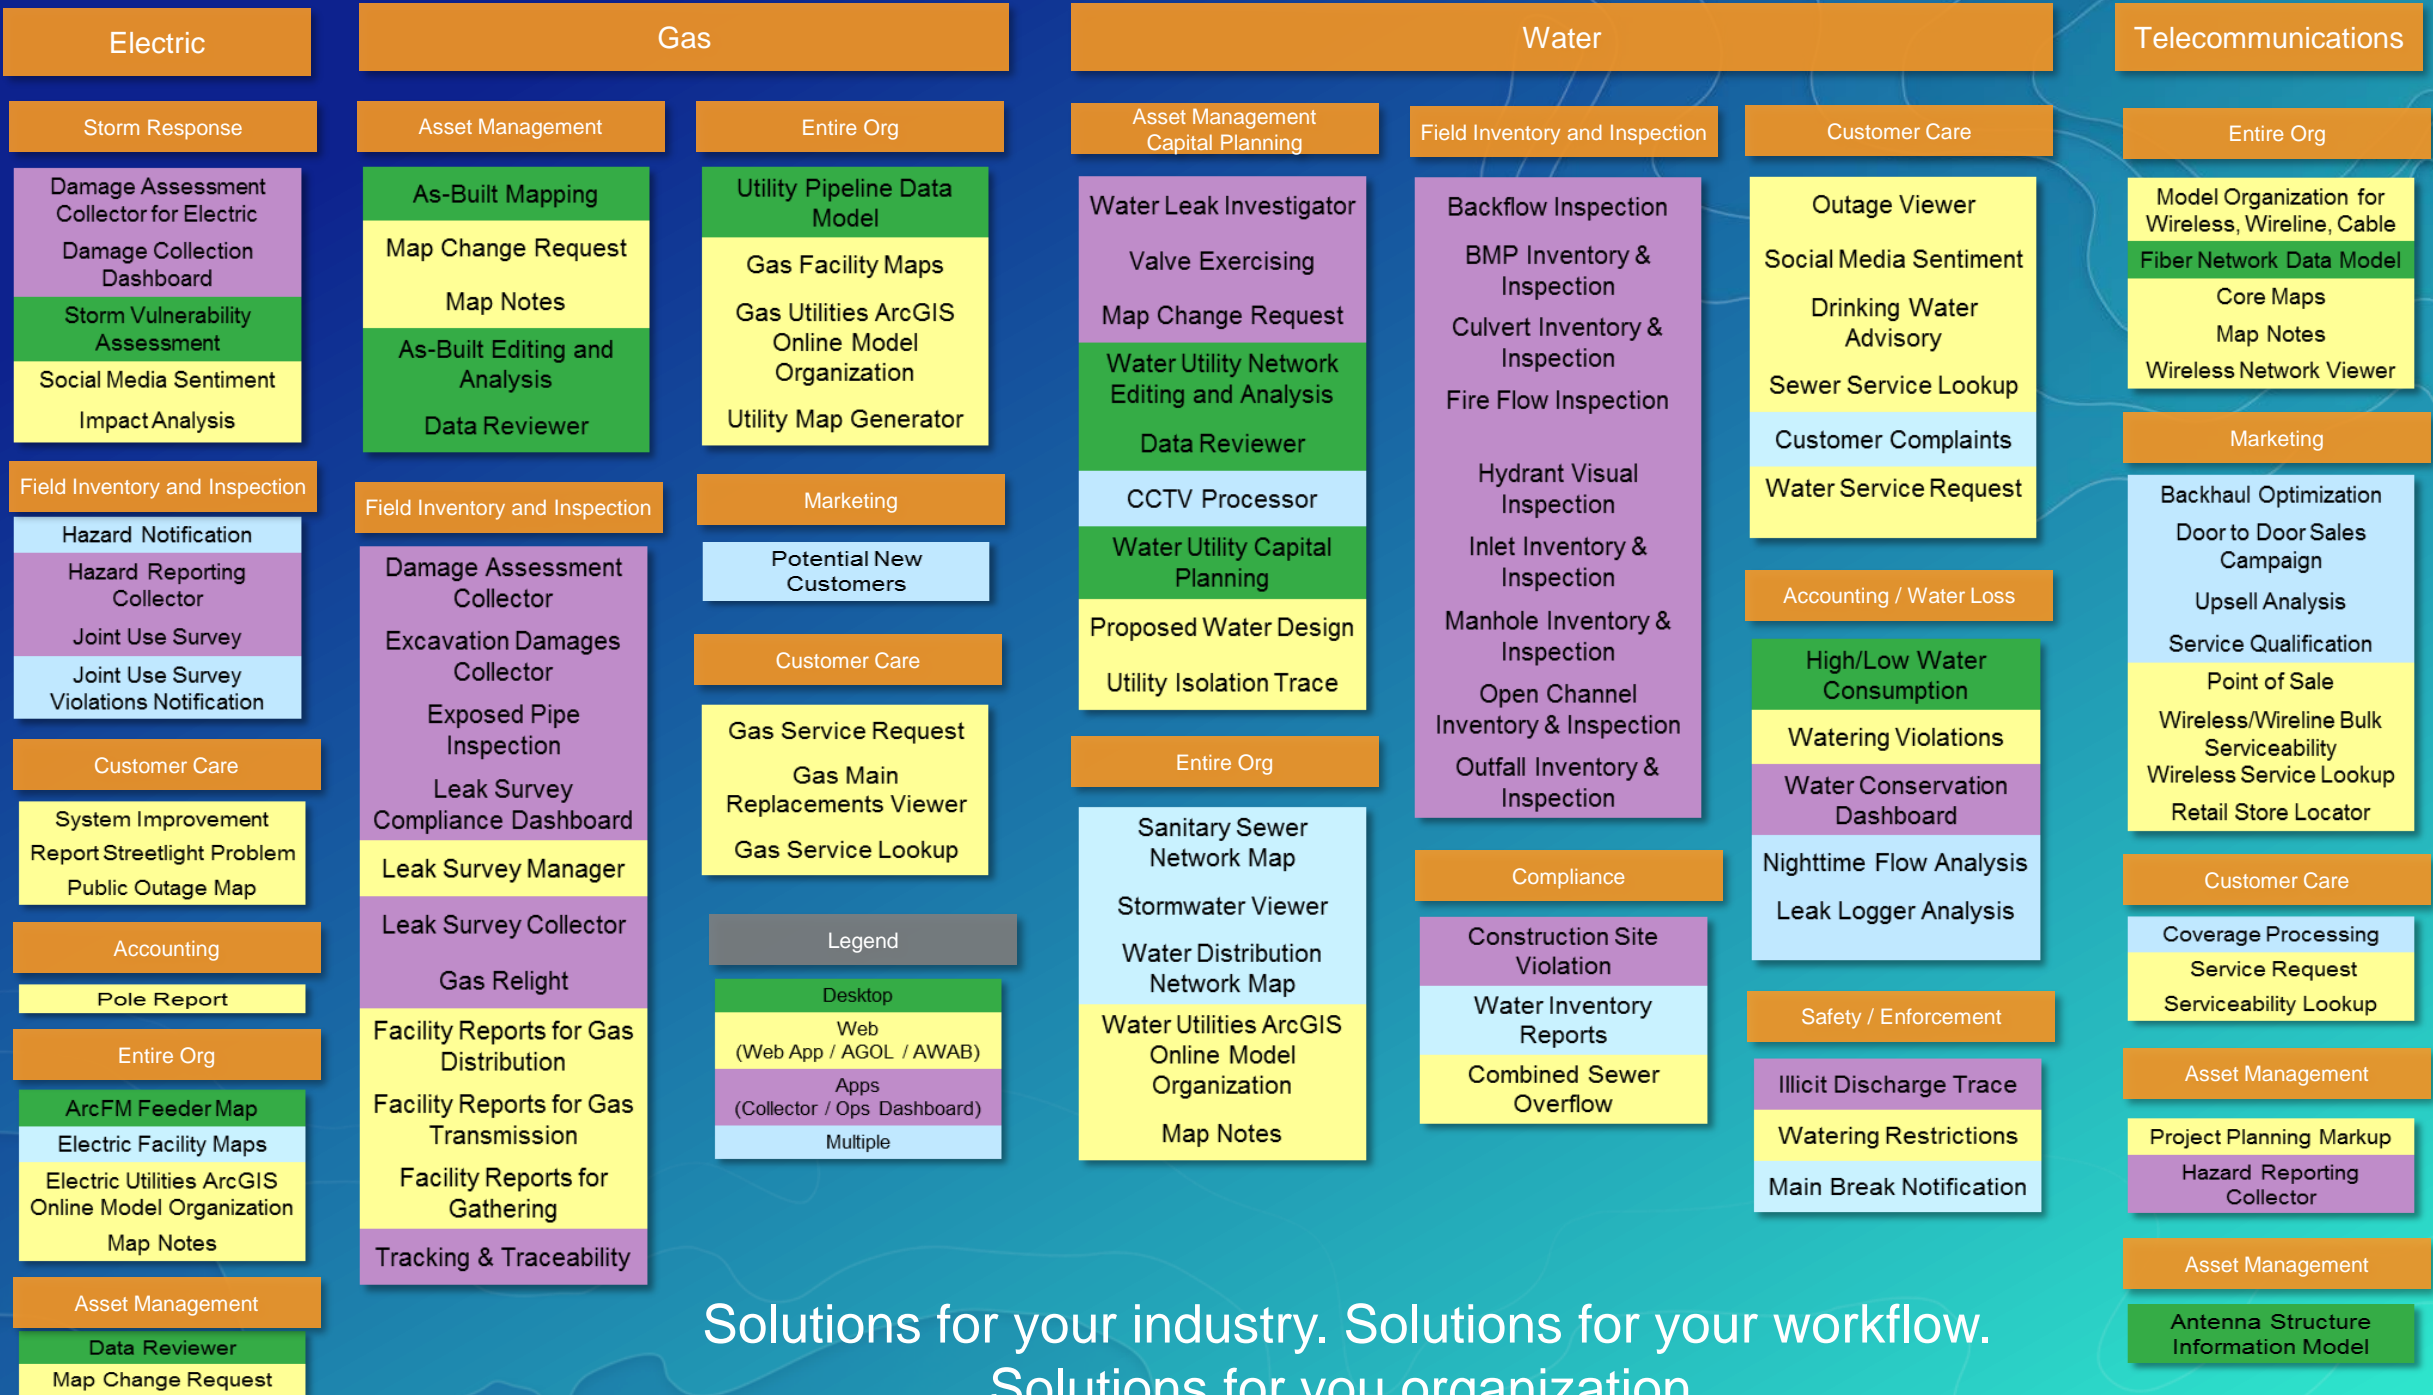 Electric
Storm Response
Damage Assessment
Collector for Electric
Damage Collection
Dashboard
Storm Vulnerability
Assessment
Social Media Sentiment
Impact Analysis
Field Inventory and Inspection
Hazard Notification
Hazard Reporting
Collector
Joint Use Survey
Joint Use Survey
Violations Notification
Customer Care
System Improvement
Report Streetlight Problem
Public Outage Map
Accounting
Pole Report
Entire Org
ArcFM Feeder Map
Electric Facility Maps
Electric Utilities ArcGIS
Online Model Organization
Map Notes
Asset Management
Data Reviewer
Map Change Request
Gas
Asset Management
As-Built Mapping
Map Change Request
Map Notes
As-Built Editing and
Analysis
Data Reviewer
Field Inventory and Inspection
Damage Assessment
Collector
Excavation Damages
Collector
Exposed Pipe
Inspection
Leak Survey
Compliance Dashboard
Leak Survey Manager
Leak Survey Collector
Gas Relight
Facility Reports for Gas
Distribution
Facility Reports for Gas
Transmission
Facility Reports for
Gathering
Tracking & Traceability
Entire Org
Utility Pipeline Data
Model
Gas Facility Maps
Gas Utilities ArcGIS
Online Model
Organization
Utility Map Generator
Marketing
Potential New
Customers
Customer Care
Gas Service Request
Gas Main
Replacements Viewer
Gas Service Lookup
Legend
Desktop
Web
(Web App / AGOL / AWAB)
Apps
(Collector / Ops Dashboard)
Multiple
Water
Asset Management
Capital Planning
Water Leak Investigator
Valve Exercising
Map Change Request
Water Utility Network
Editing and Analysis
Data Reviewer
CCTV Processor
Water Utility Capital
Planning
Proposed Water Design
Utility Isolation Trace
Entire Org
Sanitary Sewer
Network Map
Stormwater Viewer
Water Distribution
Network Map
Water Utilities ArcGIS
Online Model
Organization
Map Notes
Field Inventory and Inspection
Backflow Inspection
BMP Inventory &
Inspection
Culvert Inventory &
Inspection
Fire Flow Inspection
Hydrant Visual
Inspection
Inlet Inventory &
Inspection
Manhole Inventory &
Inspection
Open Channel
Inventory & Inspection
Outfall Inventory &
Inspection
Compliance
Construction Site
Violation
Water Inventory
Reports
Combined Sewer
Overflow
Customer Care
Outage Viewer
Social Media Sentiment
Drinking Water
Advisory
Sewer Service Lookup
Customer Complaints
Water Service Request
Accounting / Water Loss
High/Low Water
Consumption
Watering Violations
Water Conservation
Dashboard
Nighttime Flow Analysis
Leak Logger Analysis
Safety / Enforcement
Illicit Discharge Trace
Watering Restrictions
Main Break Notification
Telecommunications
Entire Org
Model Organization for
Wireless, Wireline, Cable
Fiber Network Data Model
Core Maps
Map Notes
Wireless Network Viewer
Marketing
Backhaul Optimization
Door to Door Sales
Campaign
Upsell Analysis
Service Qualification
Point of Sale
Wireless/Wireline Bulk
Serviceability
Wireless Service Lookup
Retail Store Locator
Customer Care
Coverage Processing
Service Request
Serviceability Lookup
Asset Management
Project Planning Markup
Hazard Reporting
Collector
Asset Management
Antenna Structure
Information Model
Solutions for your industry. Solutions for your workflow.
Solutions for you organization